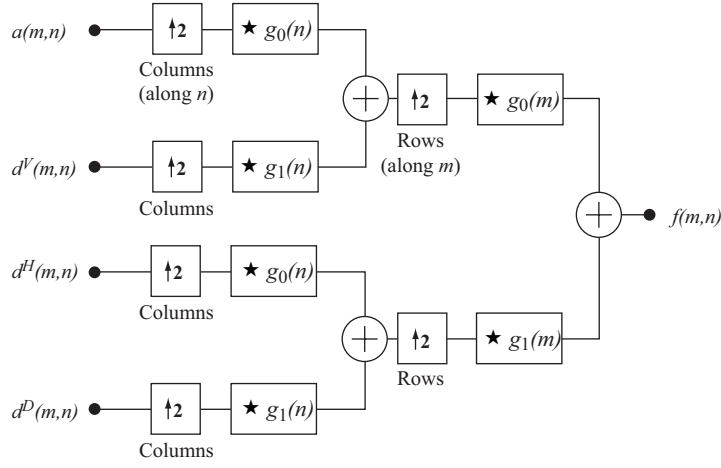 a(m,n)
↑2
★ g₀(n)
Columns
(along n)
↑2
★ g₀(m)
Rows
(along m)
dⱽ(m,n)
↑2
★ g₁(n)
Columns
f(m,n)
dᴴ(m,n)
↑2
★ g₀(n)
Columns
↑2
★ g₁(m)
Rows
dᴰ(m,n)
↑2
★ g₁(n)
Columns